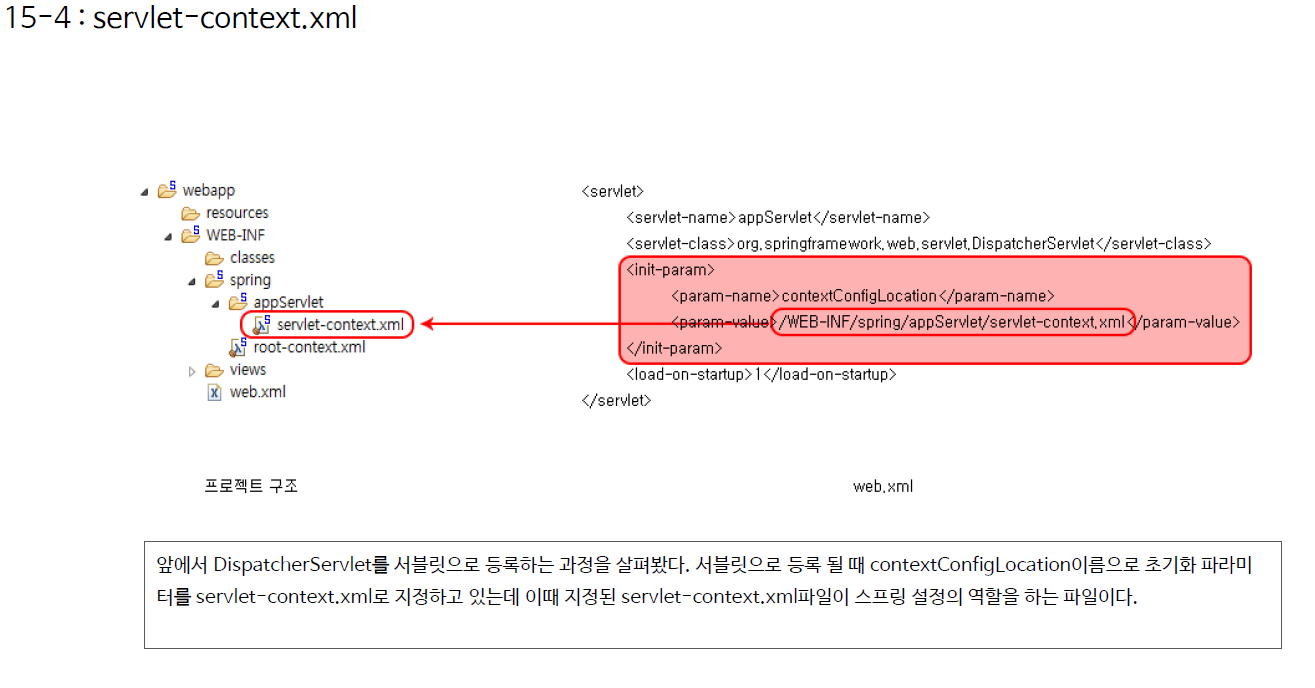 15-4 : servlet-context.xml
webapp
resources
WEB-INF
classes
spring
appServlet
servlet-context.xml
root-context.xml
views
web.xml
프로젝트 구조
<servlet>
<servlet-name>appServlet</servlet-name>
<servlet-class>org.springframework.web.servlet.DispatcherServlet</servlet-class>
<init-param>
<param-name>contextConfigLocation</param-name>
<param-value>/WEB-INF/spring/appServlet/servlet-context.xml</param-value>
</init-param>
<load-on-startup>1</load-on-startup>
</servlet>
web.xml
앞에서 DispatcherServlet를 서블릿으로 등록하는 과정을 살펴봤다. 서블릿으로 등록 될 때 contextConfigLocation이름으로 초기화 파라미
터를 servlet-context.xml로 지정하고 있는데 이때 지정된 servlet-context.xml파일이 스프링 설정의 역할을 하는 파일이다.